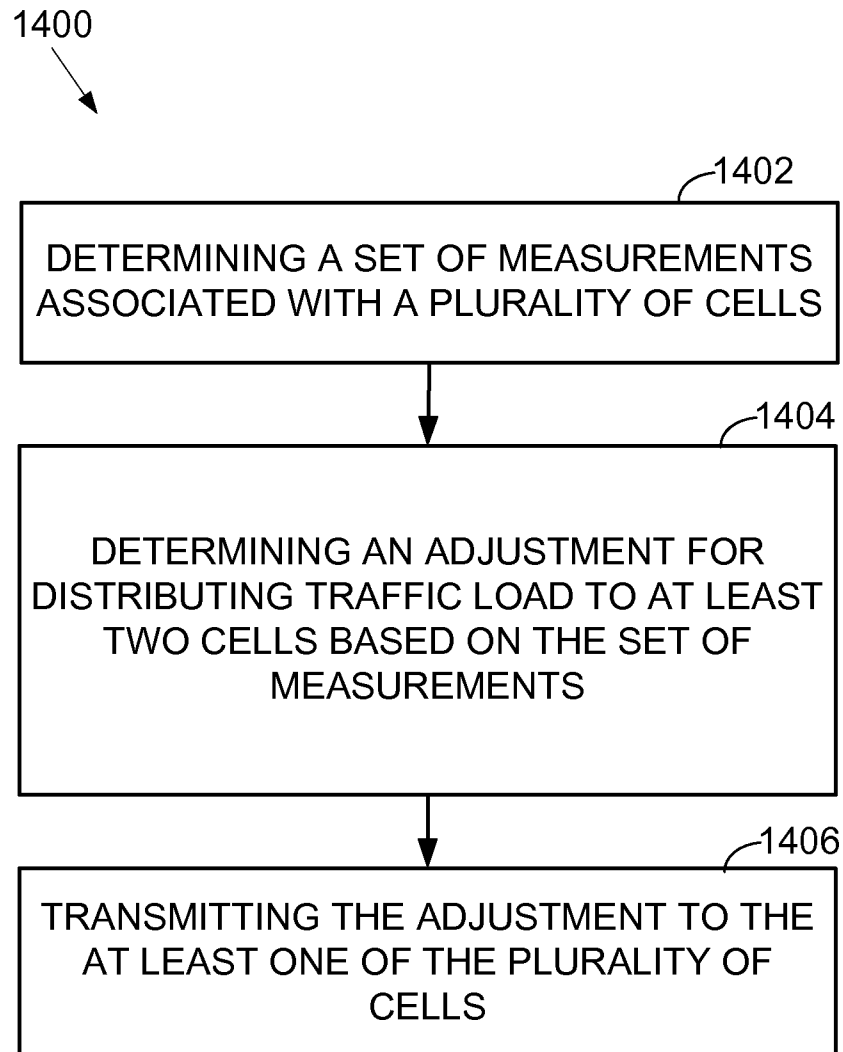 1400
1402
DETERMINING A SET OF MEASUREMENTS
ASSOCIATED WITH A PLURALITY OF CELLS
1404
DETERMINING AN ADJUSTMENT FOR
DISTRIBUTING TRAFFIC LOAD TO AT LEAST
TWO CELLS BASED ON THE SET OF
MEASUREMENTS
1406
TRANSMITTING THE ADJUSTMENT TO THE
AT LEAST ONE OF THE PLURALITY OF
CELLS